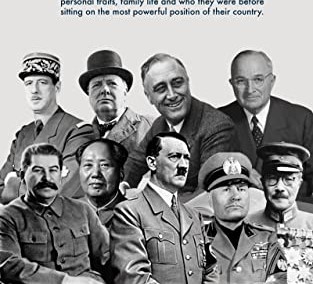 personal traits, family life and who they were before
sitting on the most powerful position of their country.